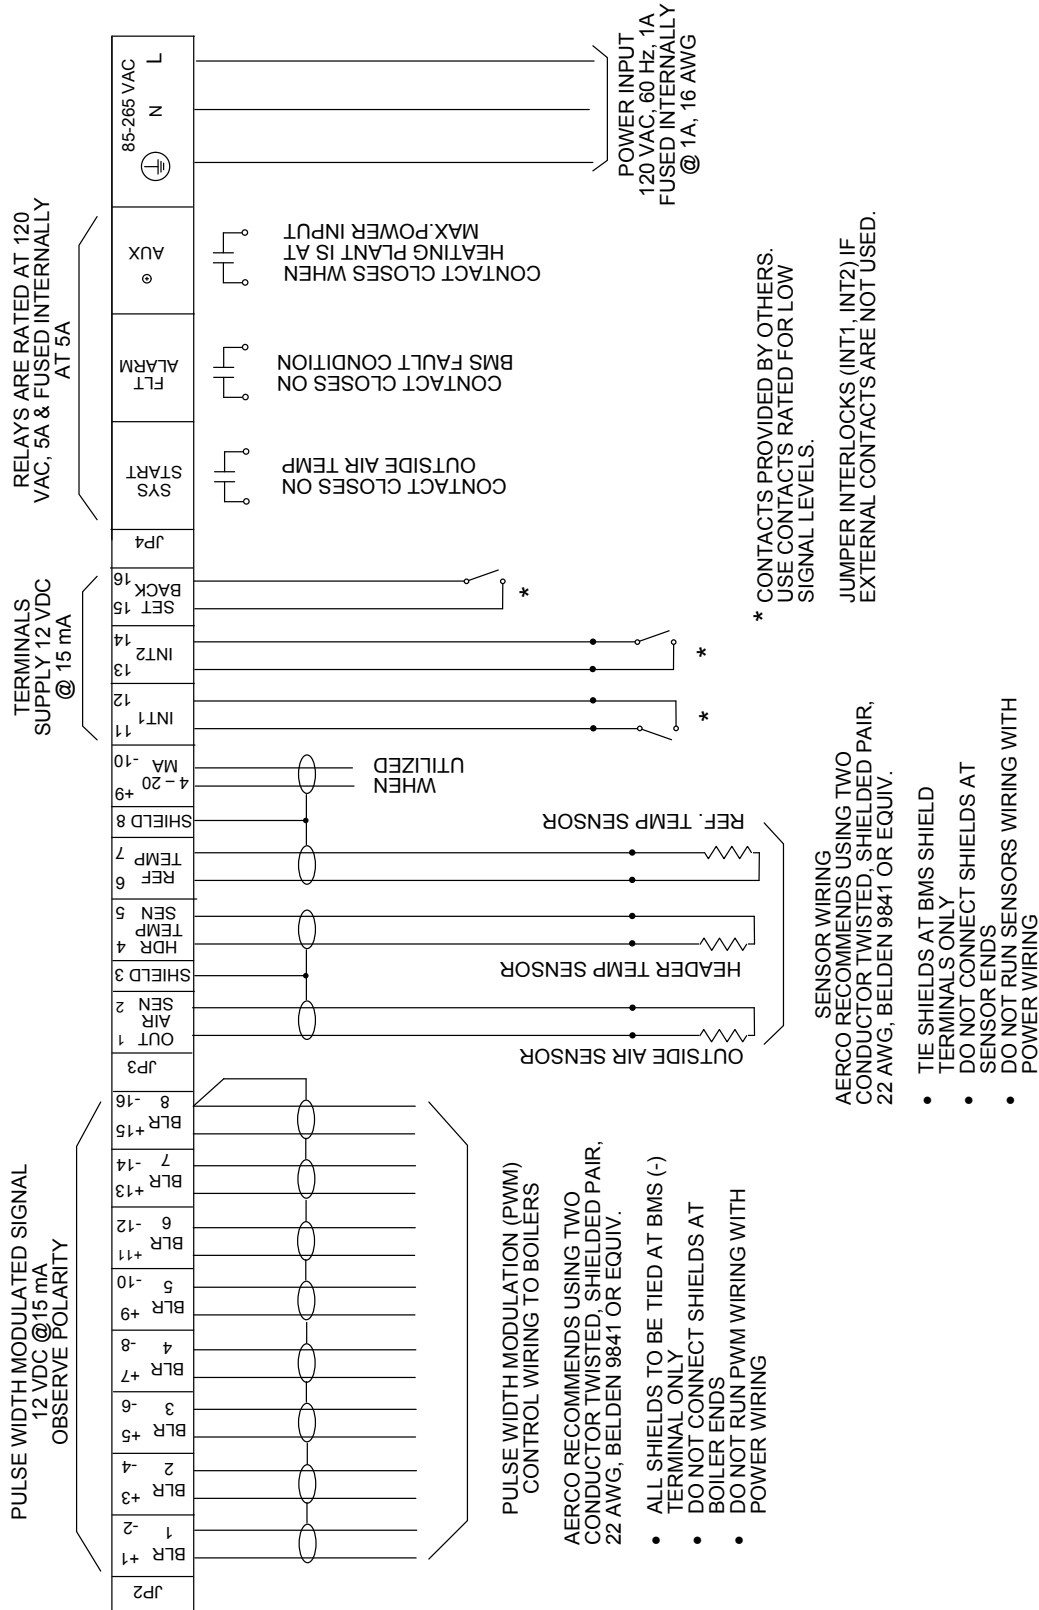 PULSE WIDTH MODULATED SIGNAL
12 VDC @15 mA
OBSERVE POLARITY
TERMINALS
SUPPLY 12 VDC
@ 15 mA
RELAYS ARE RATED AT 120
VAC, 5A & FUSED INTERNALLY
AT 5A
JP2
+1 -2
BLR 1
+3 -4
BLR 2
+5 -6
BLR 3
+7 -8
BLR 4
+9 -10
BLR 5
+11 -12
BLR 6
+13 -14
BLR 7
+15 -16
BLR 8
JP3
1 2
OUT
AIR
SEN
SHIELD 3
4 5
HDR
TEMP
SEN
6 7
REF
TEMP
SHIELD 8
+9 -10
4 – 20
MA
11 12
INT1
13 14
INT2
15 16
SET
BACK
JP4
SYS
START
FLT
ALARM
AUX
85-265 VAC
N L
OUTSIDE AIR SENSOR
HEADER TEMP SENSOR
REF. TEMP SENSOR
WHEN
UTILIZED
*
*
*
CONTACT CLOSES ON
OUTSIDE AIR TEMP
CONTACT CLOSES ON
BMS FAULT CONDITION
CONTACT CLOSES WHEN
HEATING PLANT IS AT
MAX.POWER INPUT
POWER INPUT
120 VAC, 60 Hz, 1A
FUSED INTERNALLY
@ 1A, 16 AWG
PULSE WIDTH MODULATION (PWM)
CONTROL WIRING TO BOILERS
AERCO RECOMMENDS USING TWO
CONDUCTOR TWISTED, SHIELDED PAIR,
22 AWG, BELDEN 9841 OR EQUIV.
• ALL SHIELDS TO BE TIED AT BMS (-)
TERMINAL ONLY
• DO NOT CONNECT SHIELDS AT
BOILER ENDS
• DO NOT RUN PWM WIRING WITH
POWER WIRING
SENSOR WIRING
AERCO RECOMMENDS USING TWO
CONDUCTOR TWISTED, SHIELDED PAIR,
22 AWG, BELDEN 9841 OR EQUIV.
• TIE SHIELDS AT BMS SHIELD
TERMINALS ONLY
• DO NOT CONNECT SHIELDS AT
SENSOR ENDS
• DO NOT RUN SENSORS WIRING WITH
POWER WIRING
* CONTACTS PROVIDED BY OTHERS.
USE CONTACTS RATED FOR LOW
SIGNAL LEVELS.
JUMPER INTERLOCKS (INT1, INT2) IF
EXTERNAL CONTACTS ARE NOT USED.